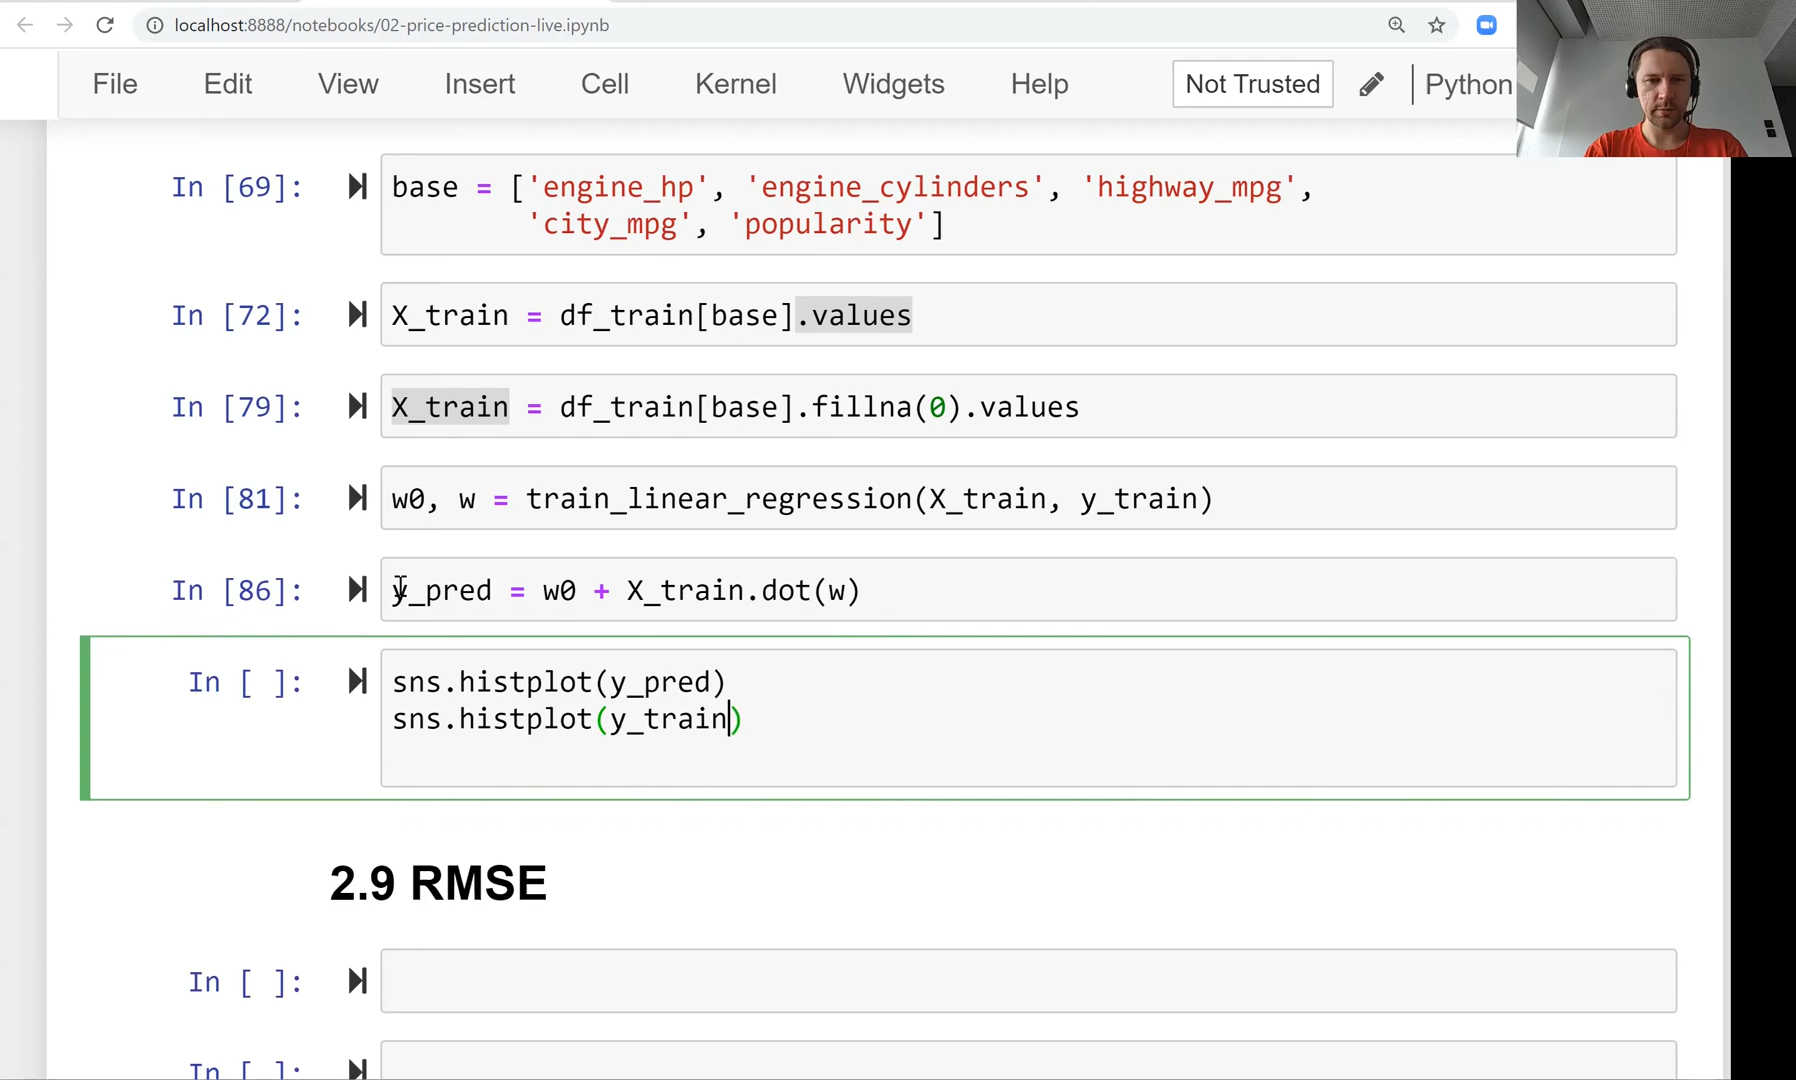 localhost:8888/notebooks/02-price-prediction-live.ipynb
File Edit View Insert Cell Kernel Widgets Help Not Trusted Python
In [69]: base = ['engine_hp', 'engine_cylinders', 'highway_mpg',
'city_mpg', 'popularity']
In [72]: X_train = df_train[base].values
In [79]: X_train = df_train[base].fillna(0).values
In [81]: w0, w = train_linear_regression(X_train, y_train)
In [86]: y_pred = w0 + X_train.dot(w)
In [ ]: sns.histplot(y_pred)
sns.histplot(y_train)
2.9 RMSE
In [ ]:
In [ ]: